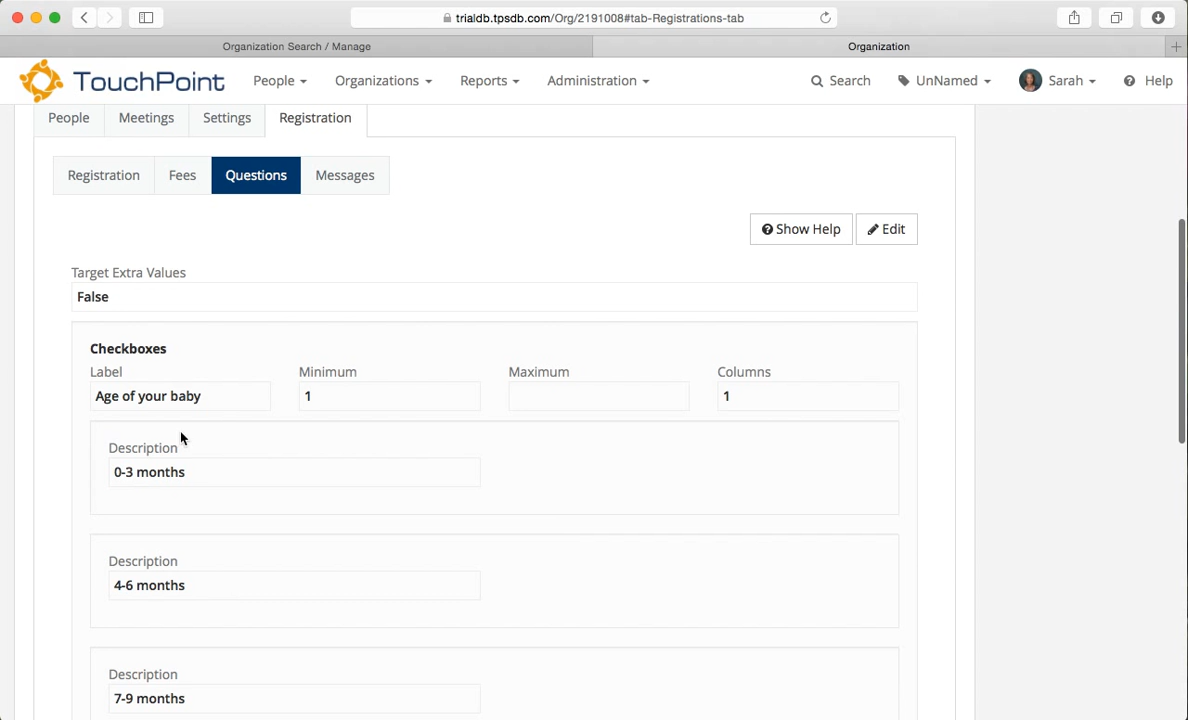 trialdb.tpsdb.com/Org/2191008#tab-Registrations-tab
Organization Search / Manage
Organization
TouchPoint
People
Organizations
Reports
Administration
Search
UnNamed
Sarah
Help
People
Meetings
Settings
Registration
Registration
Fees
Questions
Messages
Show Help
Edit
Target Extra Values
False
Checkboxes
Label
Minimum
Maximum
Columns
Age of your baby
1
1
Description
0-3 months
Description
4-6 months
Description
7-9 months